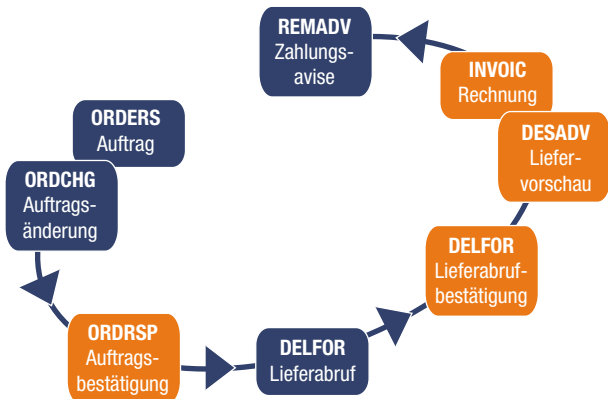 REMADV
Zahlungs-
avise
INVOIC
Rechnung
DESADV
Liefer-
vorschau
ORDERS
Auftrag
ORDCHG
Auftrags-
änderung
DELFOR
Lieferabruf-
bestätigung
ORDRSP
Auftrags-
bestätigung
DELFOR
Lieferabruf